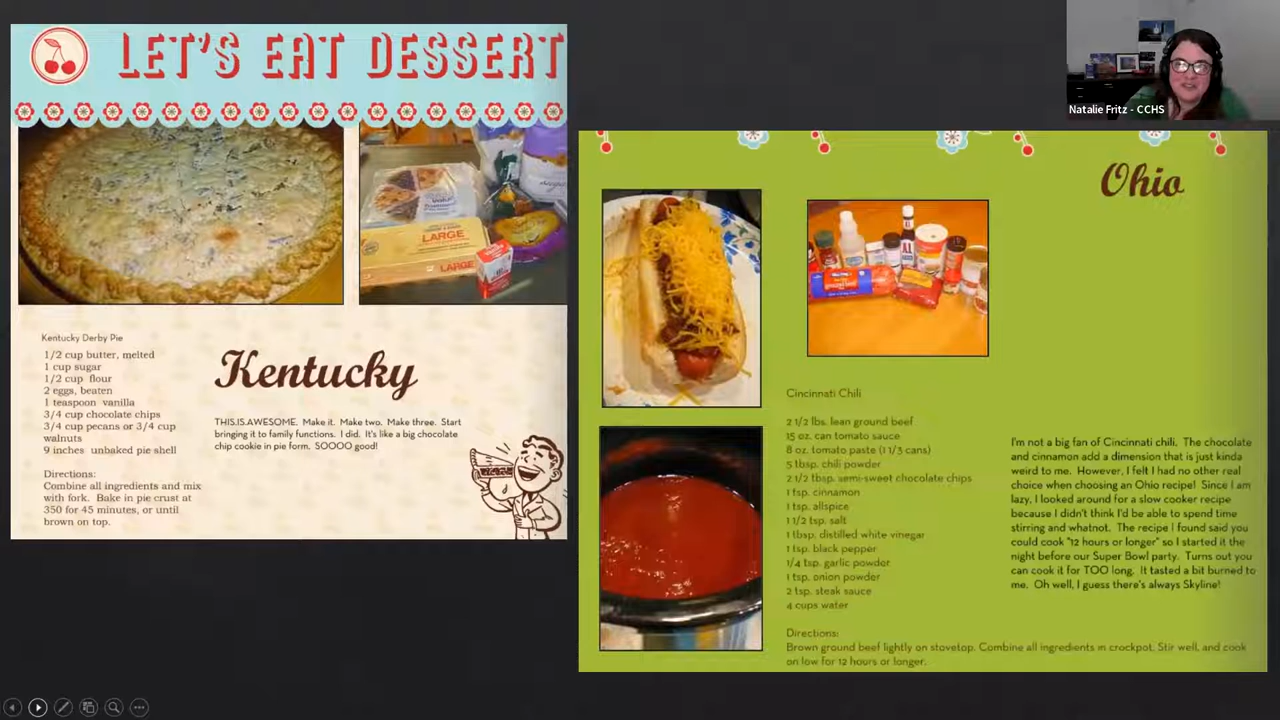 LET'S EAT DESSERT
Kentucky Derby Pie
1/2 cup butter, melted
1 cup sugar
1/2 cup flour
2 eggs, beaten
1 teaspoon vanilla
3/4 cup chocolate chips
3/4 cup pecans or 3/4 cup
walnuts
9 inches unbaked pie shell
Directions:
Combine all ingredients and mix
with fork. Bake in pie crust at
350 for 45 minutes, or until
brown on top.
Kentucky
THIS.IS.AWESOME. Make it. Make two. Make three. Start
bringing it to family functions. I did. It's like a big chocolate
chip cookie in pie form. SOOOO good!
LARGE
LARGE
Natalie Fritz - CCHS
Ohio
Cincinnati Chili
2 1/2 lbs. lean ground beef
15 oz. can tomato sauce
8 oz. tomato paste (1 1/3 cans)
5 tbsp. chili powder
2 1/2 tbsp. semi-sweet chocolate chips
1 tsp. cinnamon
1 tsp. allspice
1 1/2 tsp. salt
1 tbsp. distilled white vinegar
1 tsp. black pepper
1/4 tsp. garlic powder
1 tsp. onion powder
2 tsp. steak sauce
4 cups water
Directions:
Brown ground beef lightly on stovetop. Combine all ingredients in crockpot. Stir well, and cook
on low for 12 hours or longer.
I'm not a big fan of Cincinnati chili. The chocolate
and cinnamon add a dimension that is just kinda
weird to me. However, I felt I had no other real
choice when choosing an Ohio recipe! Since I am
lazy, I looked around for a slow cooker recipe
because I didn't think I'd be able to spend time
stirring and whatnot. The recipe I found said you
could cook "12 hours or longer" so I started it the
night before our Super Bowl party. Turns out you
can cook it for TOO long. It tasted a bit burned to
me. Oh well, I guess there's always Skyline!